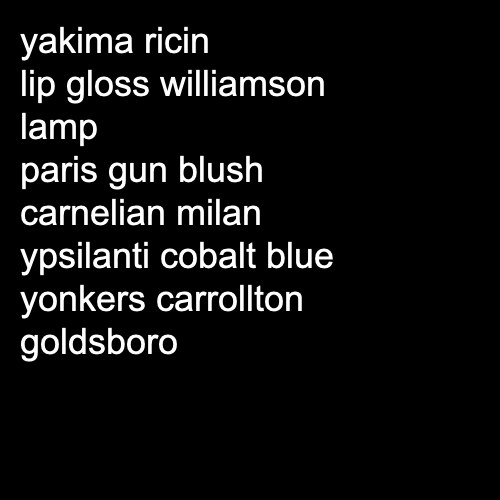 yakima ricin
lip gloss williamson
lamp
paris gun blush
carnelian milan
ypsilanti cobalt blue
yonkers carrollton
goldsboro